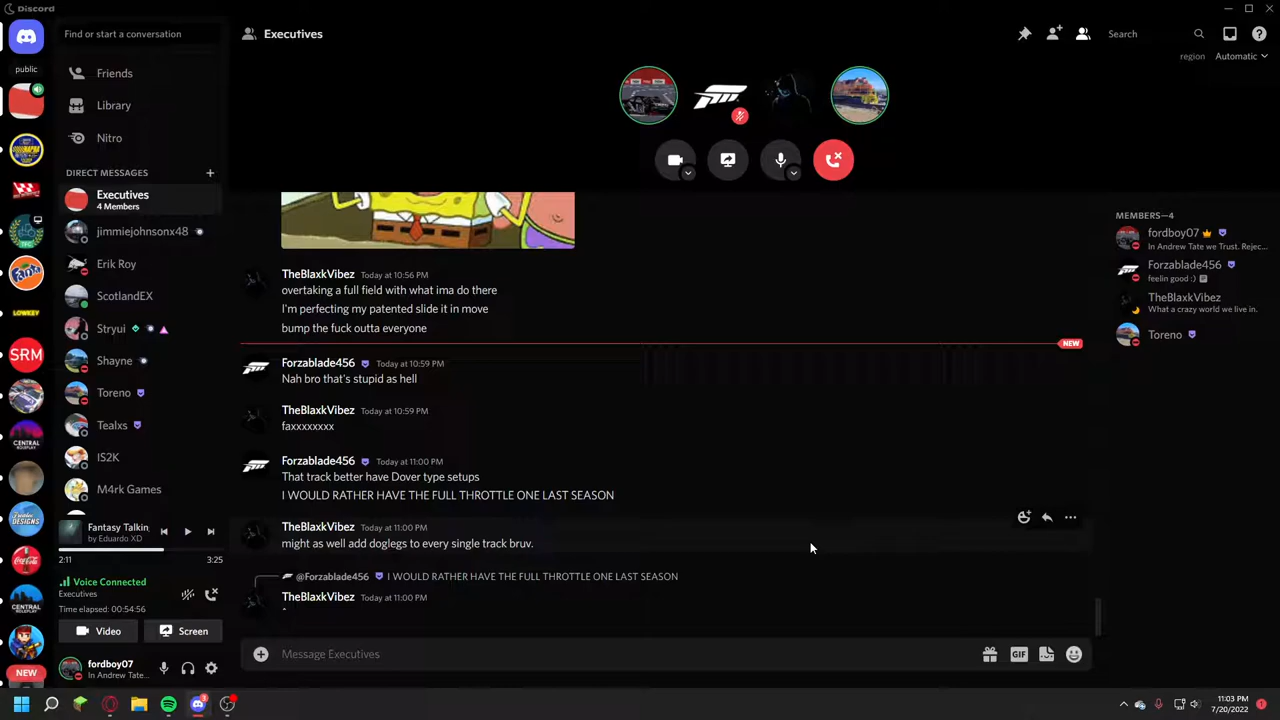 Discord
Find or start a conversation
Executives
Search
region
Automatic
public
Friends
Library
Nitro
DIRECT MESSAGES
Executives
4 Members
jimmiejohnsonx48
Erik Roy
ScotlandEX
Stryui
Shayne
Toreno
Tealxs
IS2K
M4rk Games
LOWKEY
SRM
CENTRAL
ROLEPLAY
DESIGNS
CENTRAL
ROLEPLAY
NEW
Fantasy Talkin
by Eduardo XD
2:11
3:25
Voice Connected
Executives
Time elapsed: 00:54:56
Video
Screen
fordboy07
In Andrew Tate ...
TheBlaxkVibez Today at 10:56 PM
overtaking a full field with what ima do there
I'm perfecting my patented slide it in move
bump the fuck outta everyone
NEW
Forzablade456 Today at 10:59 PM
Nah bro that's stupid as hell
TheBlaxkVibez Today at 10:59 PM
faxxxxxxxx
Forzablade456 Today at 11:00 PM
That track better have Dover type setups
I WOULD RATHER HAVE THE FULL THROTTLE ONE LAST SEASON
TheBlaxkVibez Today at 11:00 PM
might as well add doglegs to every single track bruv.
@Forzablade456 I WOULD RATHER HAVE THE FULL THROTTLE ONE LAST SEASON
TheBlaxkVibez Today at 11:00 PM
^
Message Executives
GIF
MEMBERS—4
fordboy07
In Andrew Tate we Trust. Rejec...
Forzablade456
feelin good :)
TheBlaxkVibez
What a crazy world we live in.
Toreno
11:03 PM
7/20/2022